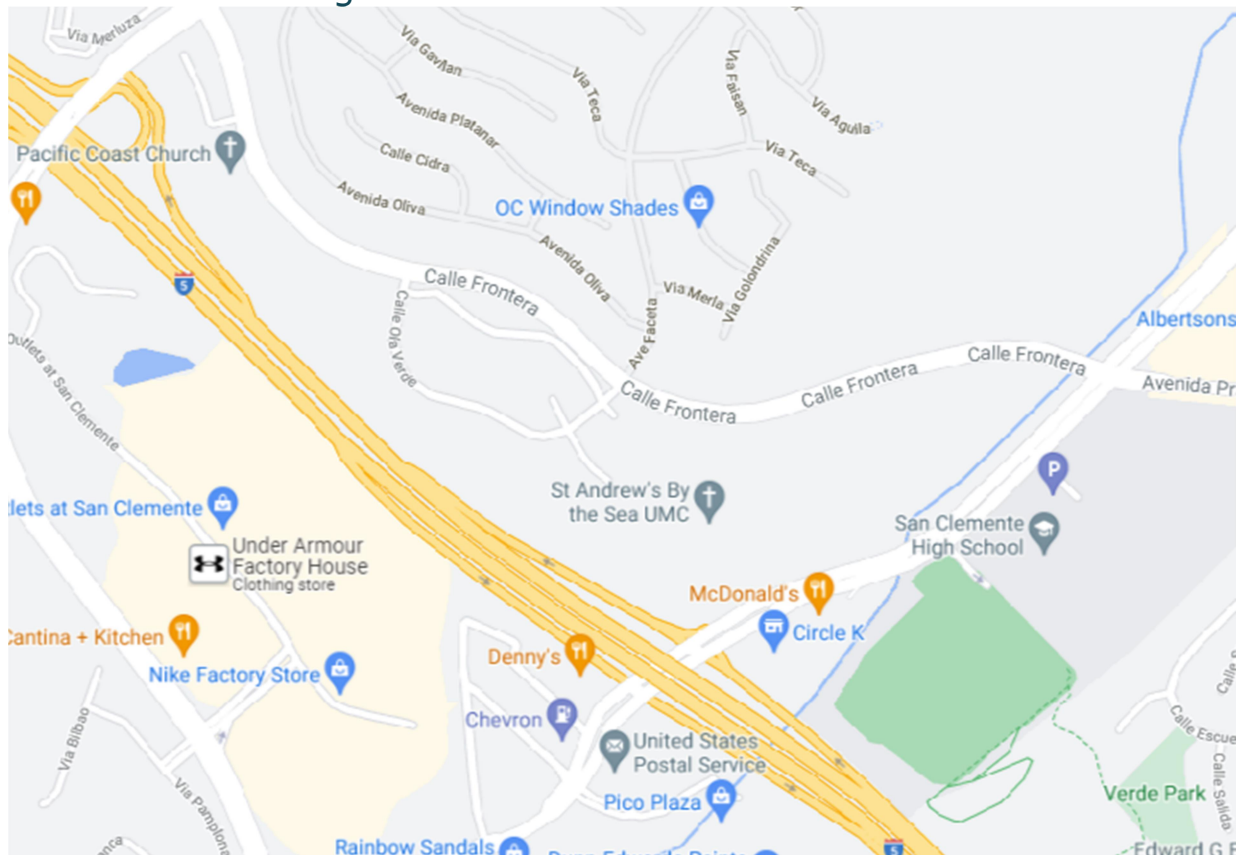 Via Merluza
Via Gavilan
Via Teca
Via Faisan
Via Aguila
Avenida Platanar
Pacific Coast Church
Calle Cidra
Via Teca
Avenida Oliva
OC Window Shades
Avenida Oliva
Via Golondrina
5
Calle Frontera
Via Merla
Ave Faceta
Calle Ola Verde
Albertsons
Outlets at San Clemente
Calle Frontera
Calle Frontera
Calle Frontera
Avenida Pr
P
tlets at San Clemente
St Andrew's By
the Sea UMC
San Clemente
High School
Under Armour
Factory House
Clothing store
McDonald's
Circle K
Cantina + Kitchen
Denny's
Nike Factory Store
Chevron
Via Bilbao
United States
Postal Service
Calle Escue
Calle Salida
Pico Plaza
Via Pamplona
Verde Park
Rainbow Sandals
5